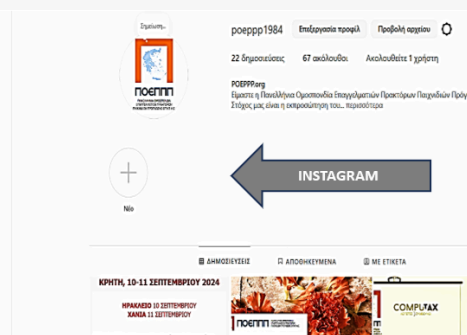 Σημείωση...
poeppp1984 Επεξεργασία προφίλ Προβολή αρχείου
22 δημοσιεύσεις 67 ακόλουθοι Ακολουθείτε 1 χρήστη
ΠΟΕΠΠΠ
POEPPP.org
Είμαστε η Πανελλήνια Ομοσπονδία Επαγγελματιών Πρακτόρων Παιχνιδιών Πρόγ
Στόχος μας είναι η εκπροσώπηση του... περισσότερα
INSTAGRAM
Νέο
ΔΗΜΟΣΙΕΥΣΕΙΣ ΑΠΟΘΗΚΕΥΜΕΝΑ ΜΕ ΕΤΙΚΕΤΑ
ΚΡΗΤΗ, 10-11 ΣΕΠΤΕΜΒΡΙΟΥ 2024
ΗΡΑΚΛΕΙΟ 10 ΣΕΠΤΕΜΒΡΙΟΥ
ΧΑΝΙΑ 11 ΣΕΠΤΕΜΒΡΙΟΥ
ΠΟΕΠΠΠ
COMPUTAX